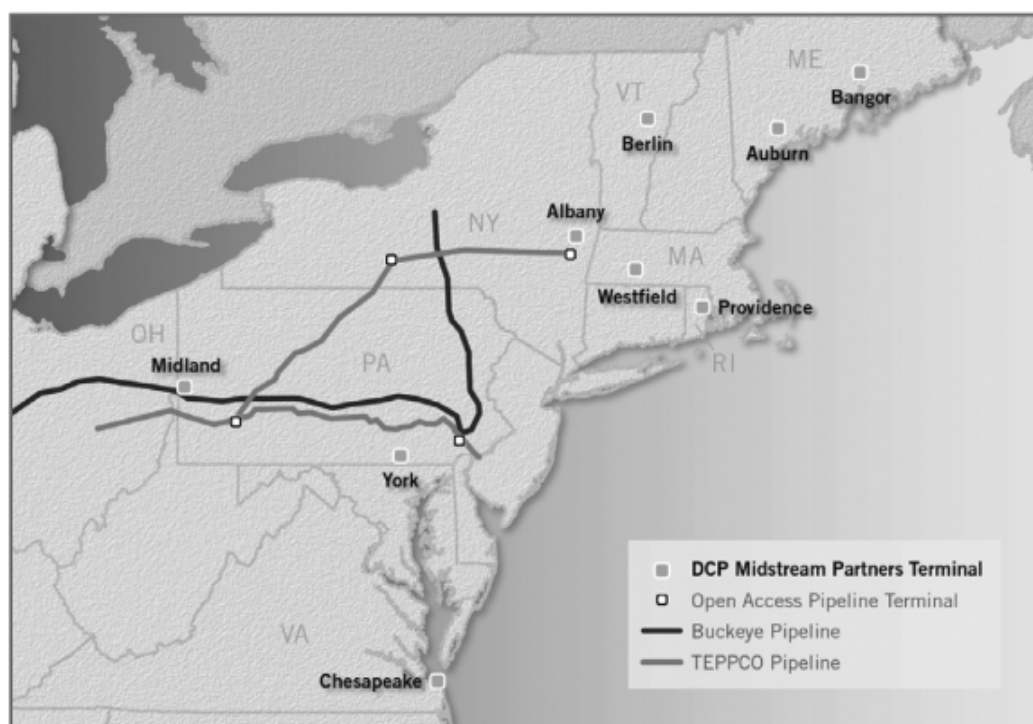 ME
Bangor
VT
Berlin
Auburn
NY
Albany
MA
Westfield
Providence
OH
RI
Midland
PA
York
DCP Midstream Partners Terminal
Open Access Pipeline Terminal
Buckeye Pipeline
TEPPCO Pipeline
VA
Chesapeake